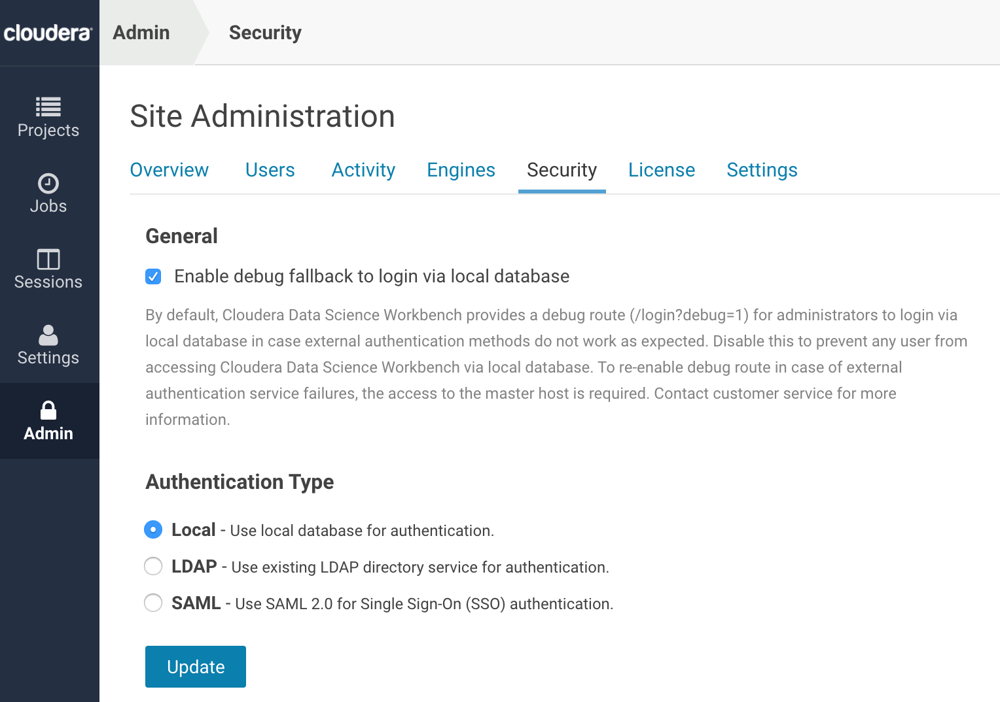 cloudera
Admin
Security
Projects
Jobs
Sessions
Settings
Admin
Site Administration
Overview Users Activity Engines Security License Settings
General
Enable debug fallback to login via local database
By default, Cloudera Data Science Workbench provides a debug route (/login?debug=1) for administrators to login via
local database in case external authentication methods do not work as expected. Disable this to prevent any user from
accessing Cloudera Data Science Workbench via local database. To re-enable debug route in case of external
authentication service failures, the access to the master host is required. Contact customer service for more
information.
Authentication Type
Local - Use local database for authentication.
LDAP - Use existing LDAP directory service for authentication.
SAML - Use SAML 2.0 for Single Sign-On (SSO) authentication.
Update